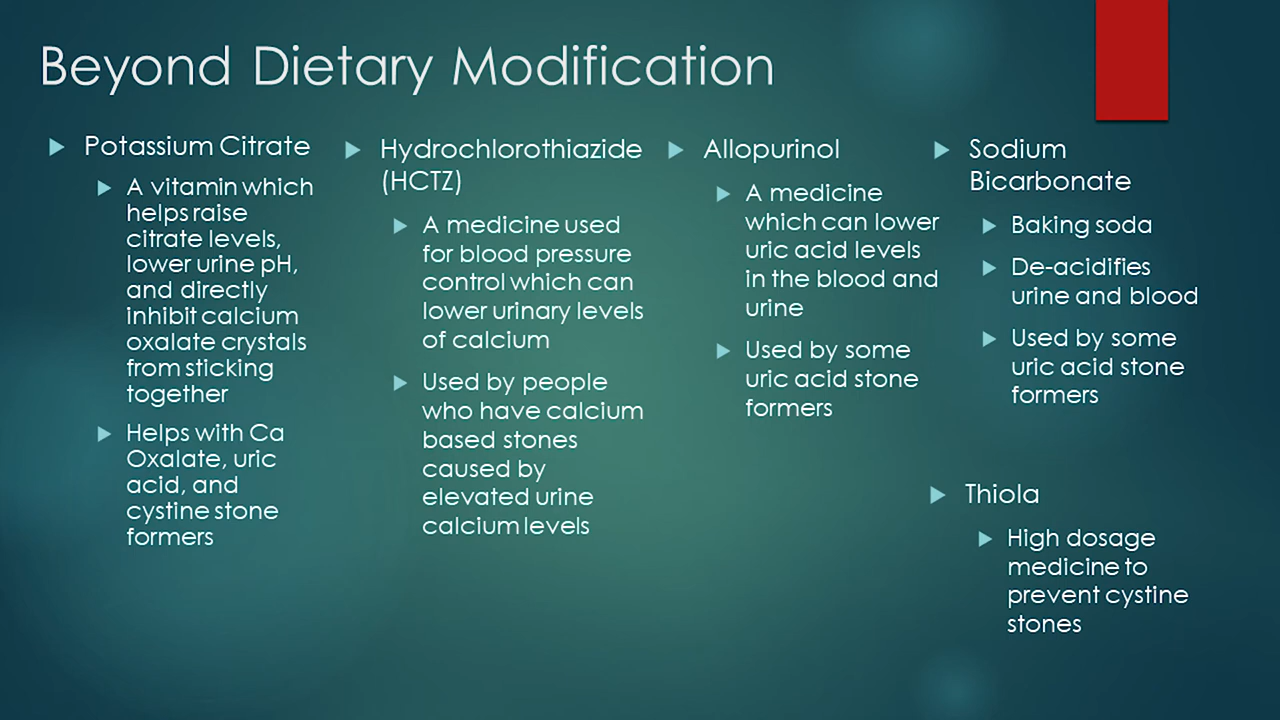 Beyond Dietary Modification
Potassium Citrate
A vitamin which
helps raise
citrate levels,
lower urine pH,
and directly
inhibit calcium
oxalate crystals
from sticking
together
Helps with Ca
Oxalate, uric
acid, and
cystine stone
formers
Hydrochlorothiazide
(HCTZ)
A medicine used
for blood pressure
control which can
lower urinary levels
of calcium
Used by people
who have calcium
based stones
caused by
elevated urine
calcium levels
Allopurinol
A medicine
which can lower
uric acid levels
in the blood and
urine
Used by some
uric acid stone
formers
Sodium
Bicarbonate
Baking soda
De-acidifies
urine and blood
Used by some
uric acid stone
formers
Thiola
High dosage
medicine to
prevent cystine
stones